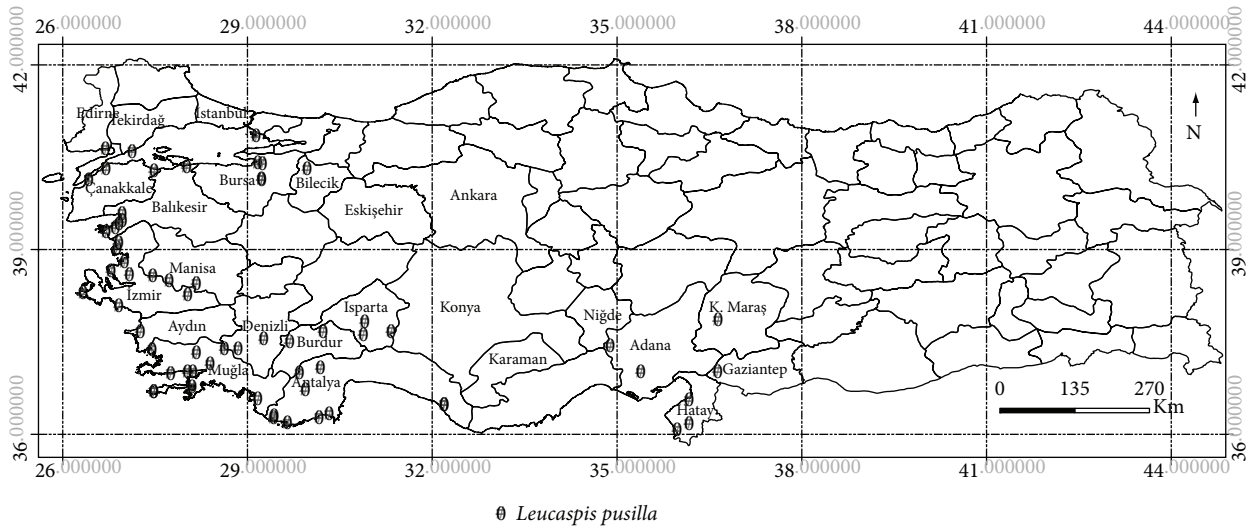 26.000000 29.000000 32.000000 35.000000 38.000000 41.000000 44.000000
42.000000 42.000000
Edirne Tekirdağ İstanbul
N
Çanakkale Bursa Bilecik
Balıkesir Eskişehir Ankara
39.000000 39.000000
Manisa
İzmir Isparta Konya Niğde K. Maraş
Aydın Denizli Burdur Adana
Karaman Gaziantep
Muğla Antalya
0 135 270
Km
Hatay
36.000000 36.000000
26.000000 29.000000 32.000000 35.000000 38.000000 41.000000 44.000000
Leucaspis pusilla